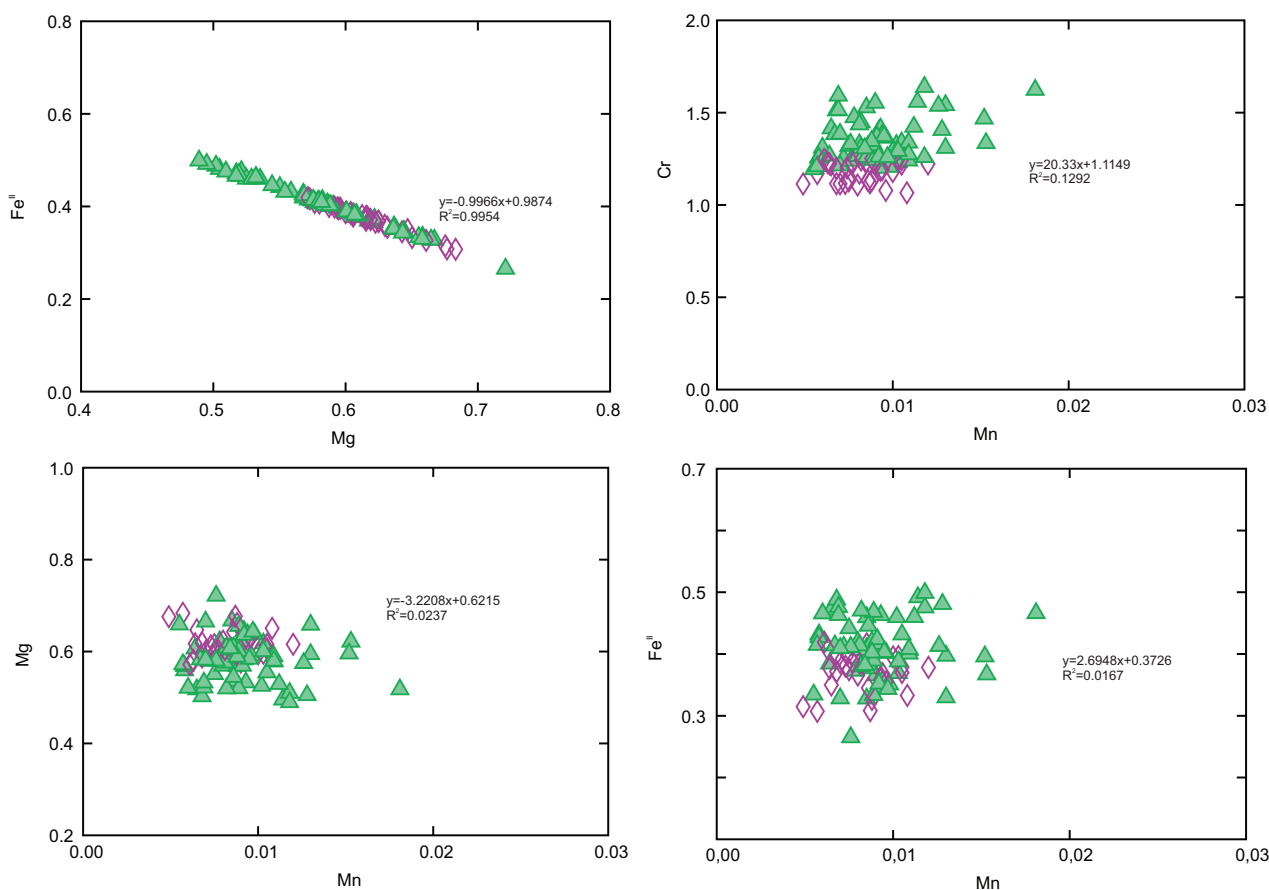 0.8
0.6
0.4
0.2
0.0
Fe^II
0.4 0.5 0.6 0.7 0.8
Mg
y=-0.9966x+0.9874
R²=0.9954
2.0
1.5
1.0
0.5
0.0
Cr
0.00 0.01 0.02 0.03
Mn
y=20.33x+1.1149
R²=0.1292
1.0
0.8
0.6
0.4
0.2
Mg
0.00 0.01 0.02 0.03
Mn
y=-3.2208x+0.6215
R²=0.0237
0.7
0.5
0.3
Fe^II
0,00 0,01 0,02 0,03
Mn
y=2.6948x+0.3726
R²=0.0167